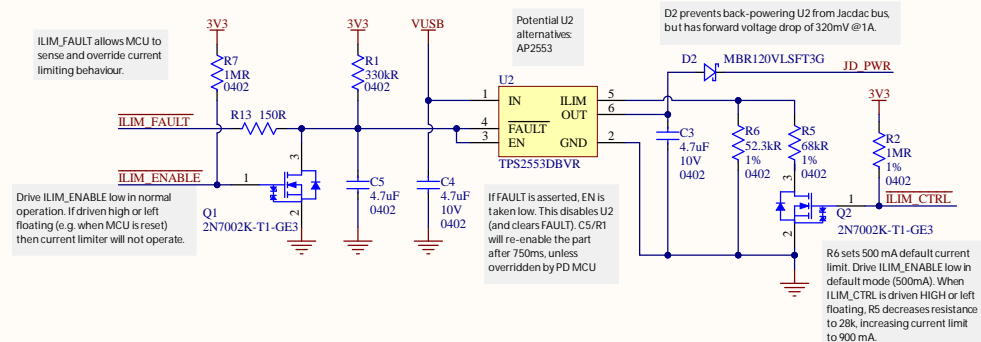 ILIM_FAULT allows MCU to
sense and override current
limiting behaviour.
3V3
R7
1MR
0402
3V3
R1
330kR
0402
VUSB
Potential U2
alternatives:
AP2553
D2 prevents back-powering U2 from Jacdac bus,
but has forward voltage drop of 320mV @1A.
D2 MBR120VLSFT3G
JD_PWR
U2
1 IN
4 FAULT
3 EN
ILIM 5
OUT 6
GND 2
TPS2553DBVR
ILIM_FAULT
R13 150R
ILIM_ENABLE
1
3
2
Q1
2N7002K-T1-GE3
Drive ILIM_ENABLE low in normal
operation. If driven high or left
floating (e.g. when MCU is reset)
then current limiter will not operate.
C5
4.7uF
0402
C4
4.7uF
10V
0402
If FAULT is asserted, EN is
taken low. This disables U2
(and clears FAULT). C5/R1
will re-enable the part
after 750ms, unless
overridden by PD MCU
C3
4.7uF
10V
0402
R6
52.3kR
1%
0402
R5
68kR
1%
0402
3V3
R2
1MR
1%
0402
3
1
2
ILIM_CTRL
Q2
2N7002K-T1-GE3
R6 sets 500 mA default current
limit. Drive ILIM_ENABLE low in
default mode (500mA). When
ILIM_CTRL is driven HIGH or left
floating, R5 decreases resistance
to 28k, increasing current limit
to 900 mA.